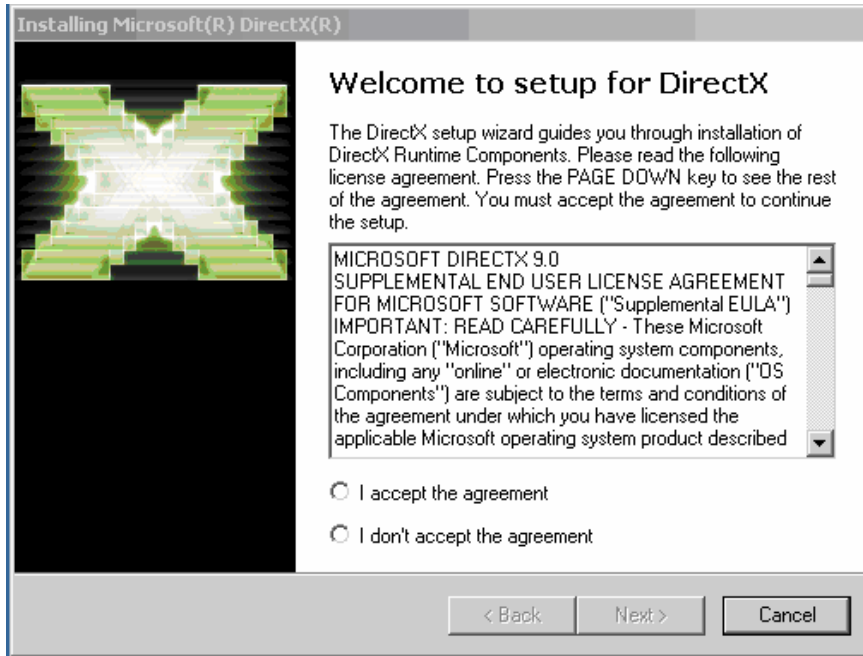 Installing Microsoft(R) DirectX(R)
Welcome to setup for DirectX
The DirectX setup wizard guides you through installation of
DirectX Runtime Components. Please read the following
license agreement. Press the PAGE DOWN key to see the rest
of the agreement. You must accept the agreement to continue
the setup.
MICROSOFT DIRECTX 9.0
SUPPLEMENTAL END USER LICENSE AGREEMENT
FOR MICROSOFT SOFTWARE ("Supplemental EULA")
IMPORTANT: READ CAREFULLY - These Microsoft
Corporation ("Microsoft") operating system components,
including any "online" or electronic documentation ("OS
Components") are subject to the terms and conditions of
the agreement under which you have licensed the
applicable Microsoft operating system product described
I accept the agreement
I don't accept the agreement
< Back
Next >
Cancel